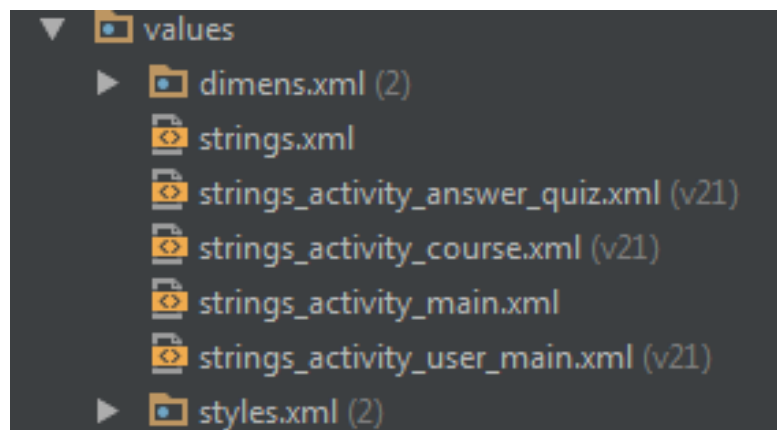 values
dimens.xml (2)
strings.xml
strings_activity_answer_quiz.xml (v21)
strings_activity_course.xml (v21)
strings_activity_main.xml
strings_activity_user_main.xml (v21)
styles.xml (2)